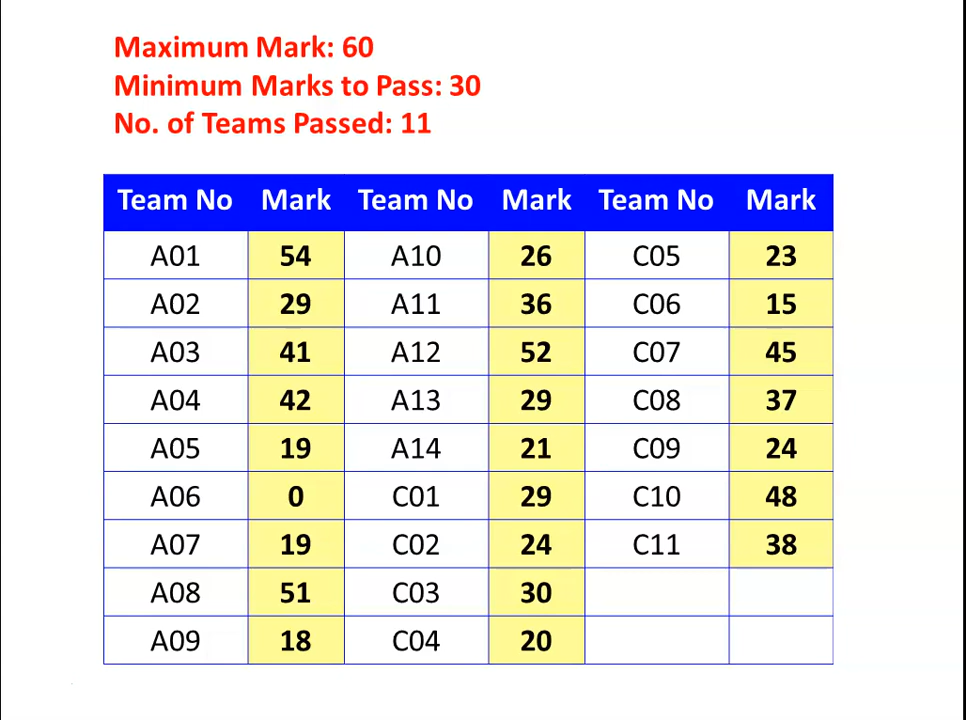 Maximum Mark: 60
Minimum Marks to Pass: 30
No. of Teams Passed: 11
Team No Mark Team No Mark Team No Mark
A01 54 A10 26 C05 23
A02 29 A11 36 C06 15
A03 41 A12 52 C07 45
A04 42 A13 29 C08 37
A05 19 A14 21 C09 24
A06 0 C01 29 C10 48
A07 19 C02 24 C11 38
A08 51 C03 30
A09 18 C04 20